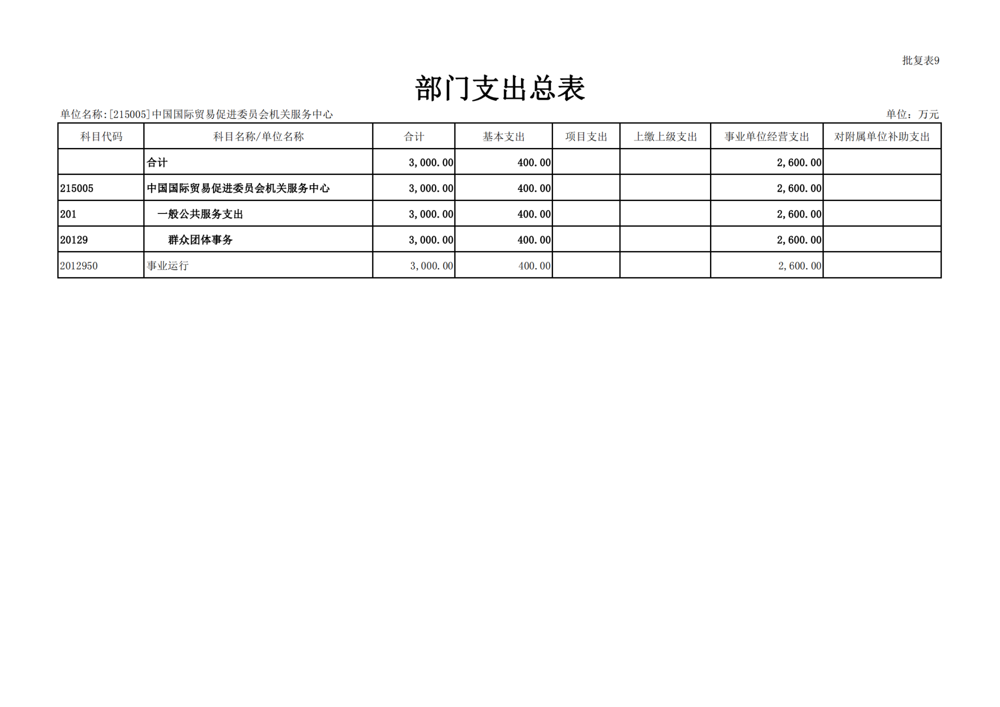 批复表9
部门支出总表
单位名称:[215005]中国国际贸易促进委员会机关服务中心 单位：万元
科目代码 科目名称/单位名称 合计 基本支出 项目支出 上缴上级支出 事业单位经营支出 对附属单位补助支出
合计 3,000.00 400.00 2,600.00
215005 中国国际贸易促进委员会机关服务中心 3,000.00 400.00 2,600.00
201 一般公共服务支出 3,000.00 400.00 2,600.00
20129 群众团体事务 3,000.00 400.00 2,600.00
2012950 事业运行 3,000.00 400.00 2,600.00